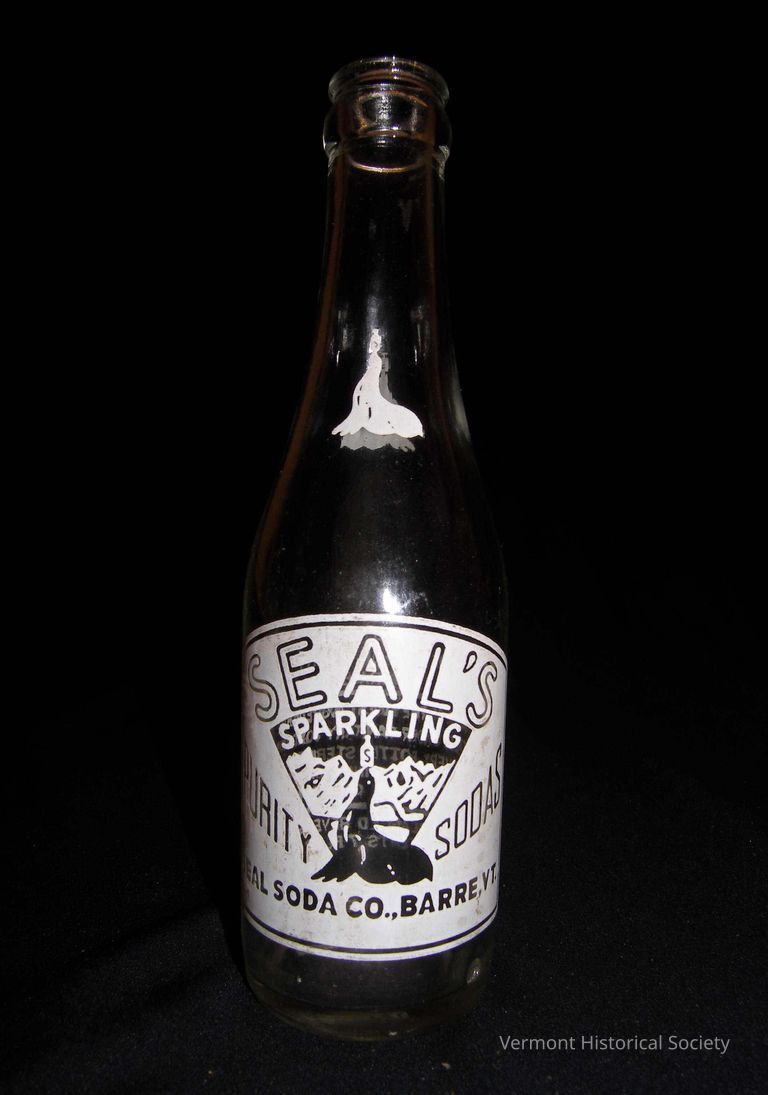 SEAL'S
SPARKLING
S
PURITY SODAS
EAL SODA CO., BARRE, VT.
Vermont Historical Society